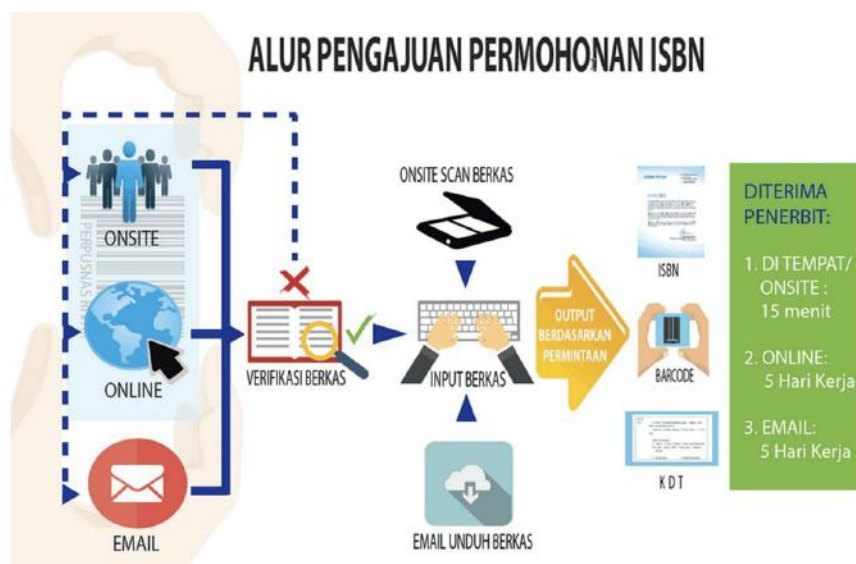 ALUR PENGAJUAN PERMOHONAN ISBN
ONSITE
ONLINE
EMAIL
VERIFIKASI BERKAS
ONSITE SCAN BERKAS
INPUT BERKAS
EMAIL UNDUH BERKAS
OUTPUT
BERDASARKAN
PERMINTAAN
ISBN
BARCODE
K D T
DITERIMA
PENERBIT:
1. DI TEMPAT/
ONSITE :
15 menit
2. ONLINE:
5 Hari Kerja
3. EMAIL:
5 Hari Kerja